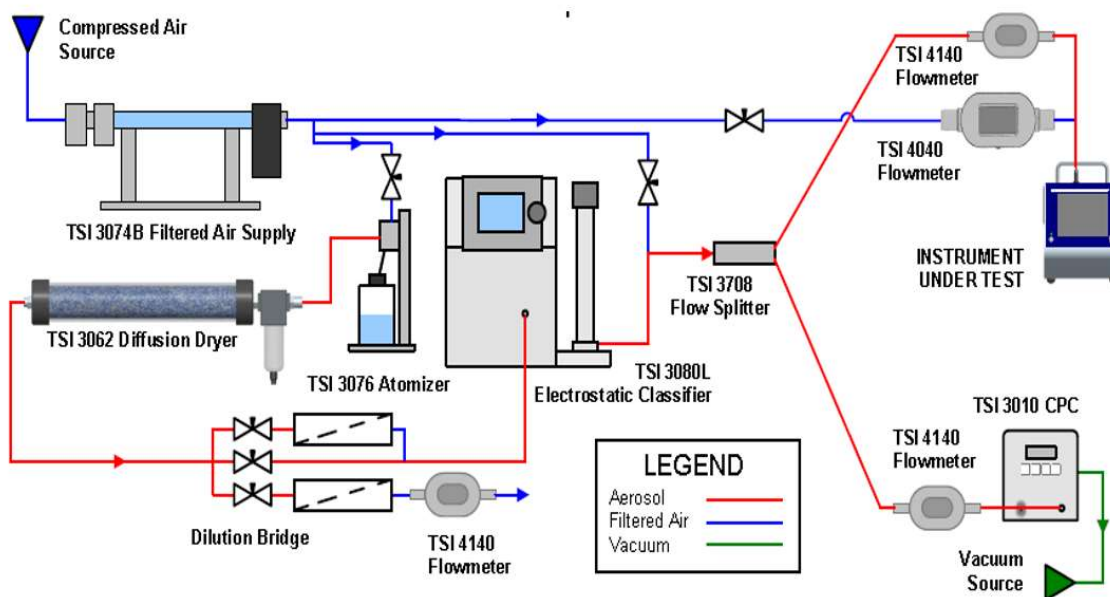 Compressed Air
Source
TSI 4140
Flowmeter
TSI 4040
Flowmeter
TSI 3074B Filtered Air Supply
INSTRUMENT
UNDER TEST
TSI 3708
Flow Splitter
TSI 3062 Diffusion Dryer
TSI 3076 Atomizer
TSI 3080L
Electrostatic Classifier
TSI 3010 CPC
TSI 4140
Flowmeter
LEGEND
Aerosol
Filtered Air
Vacuum
Dilution Bridge
TSI 4140
Flowmeter
Vacuum
Source